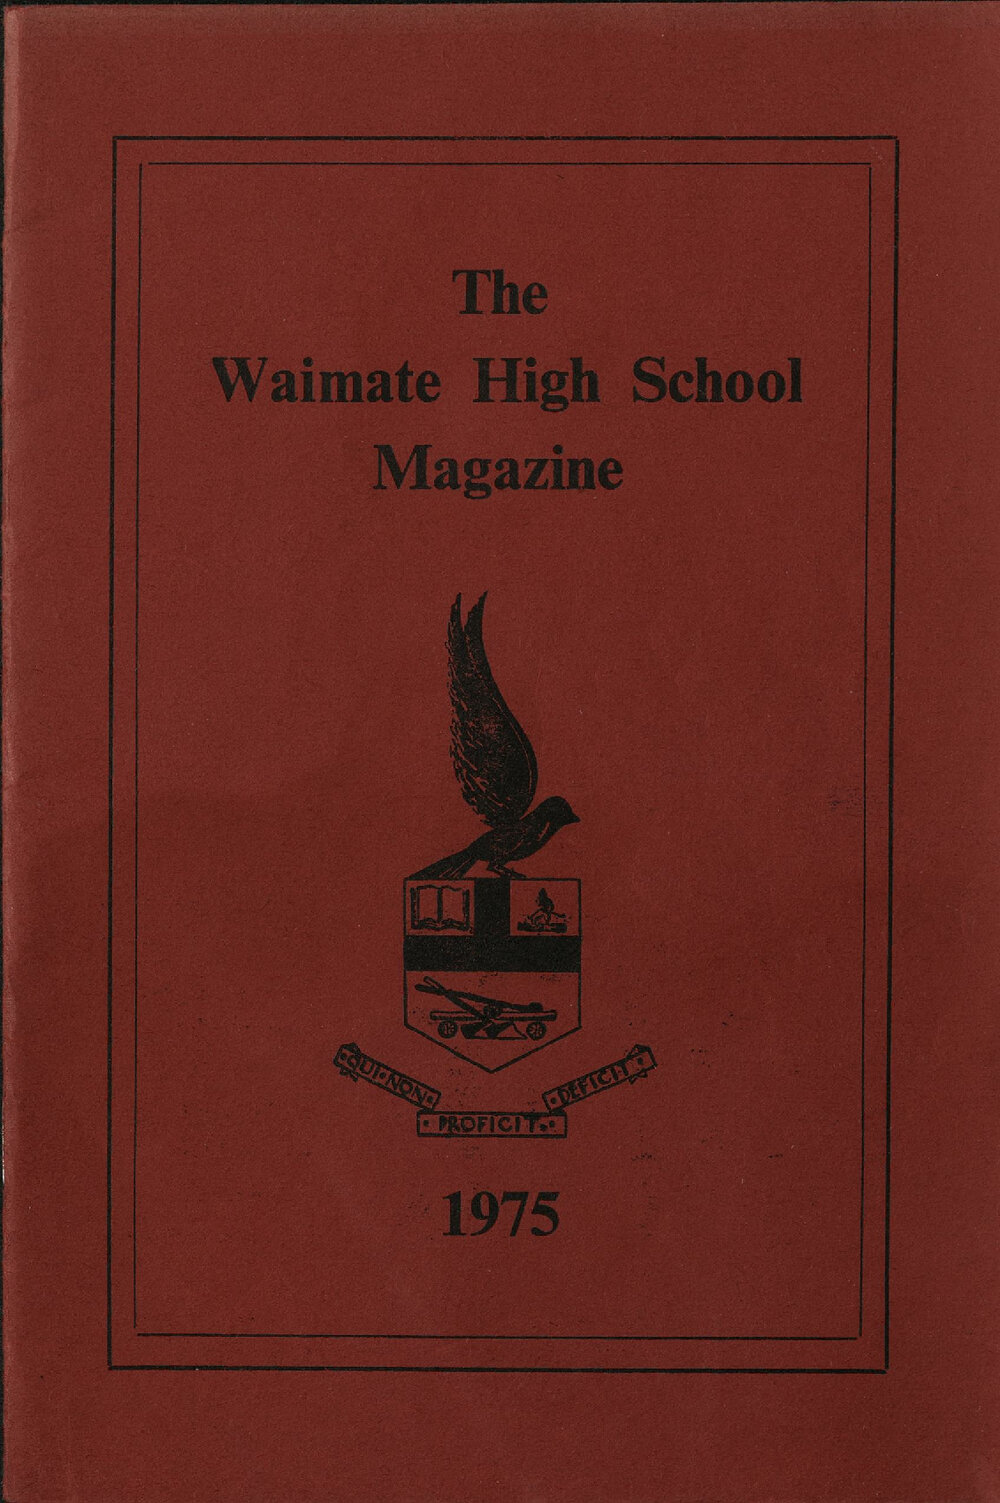 The
Waimate High School
Magazine
QUI·NON·
·PROFICIT··
·DEFICIT·
1975